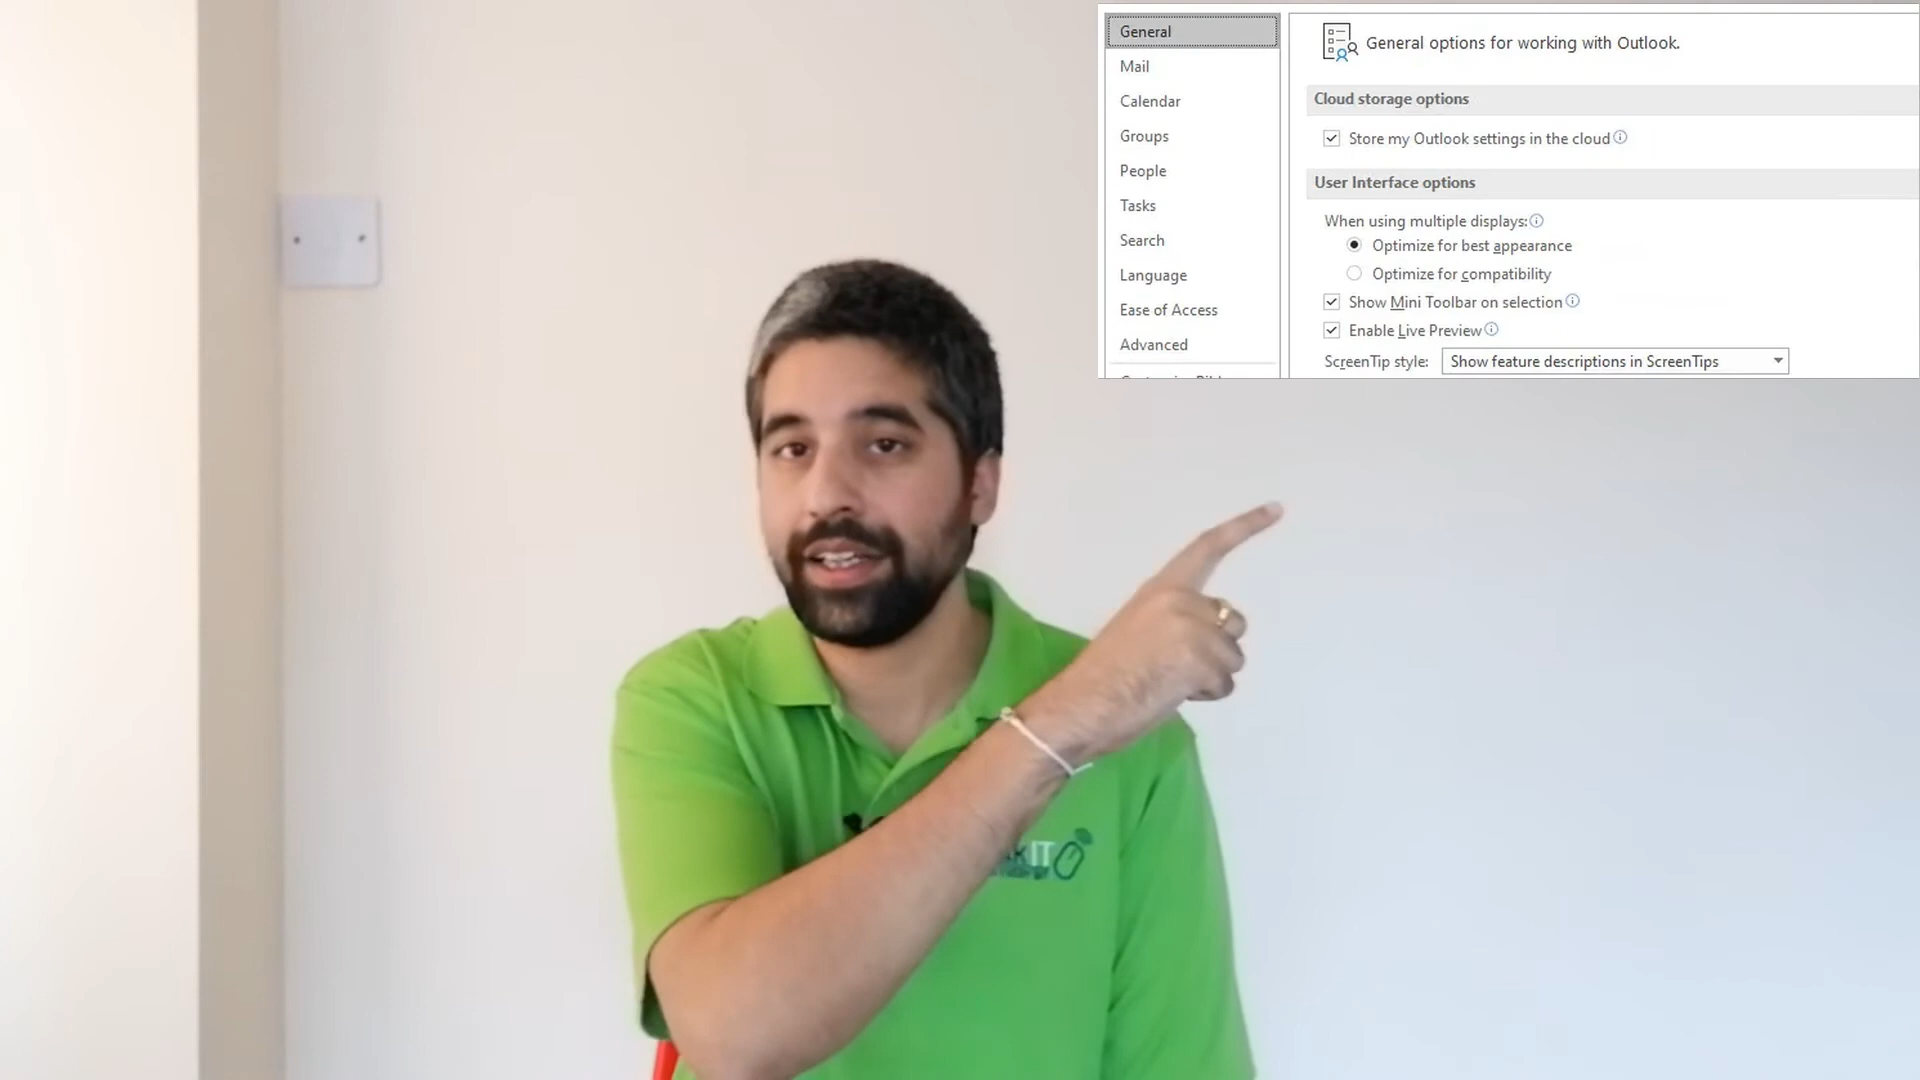 General
Mail
Calendar
Groups
People
Tasks
Search
Language
Ease of Access
Advanced
General options for working with Outlook.
Cloud storage options
Store my Outlook settings in the cloud
User Interface options
When using multiple displays:
Optimize for best appearance
Optimize for compatibility
Show Mini Toolbar on selection
Enable Live Preview
ScreenTip style: Show feature descriptions in ScreenTips
IT